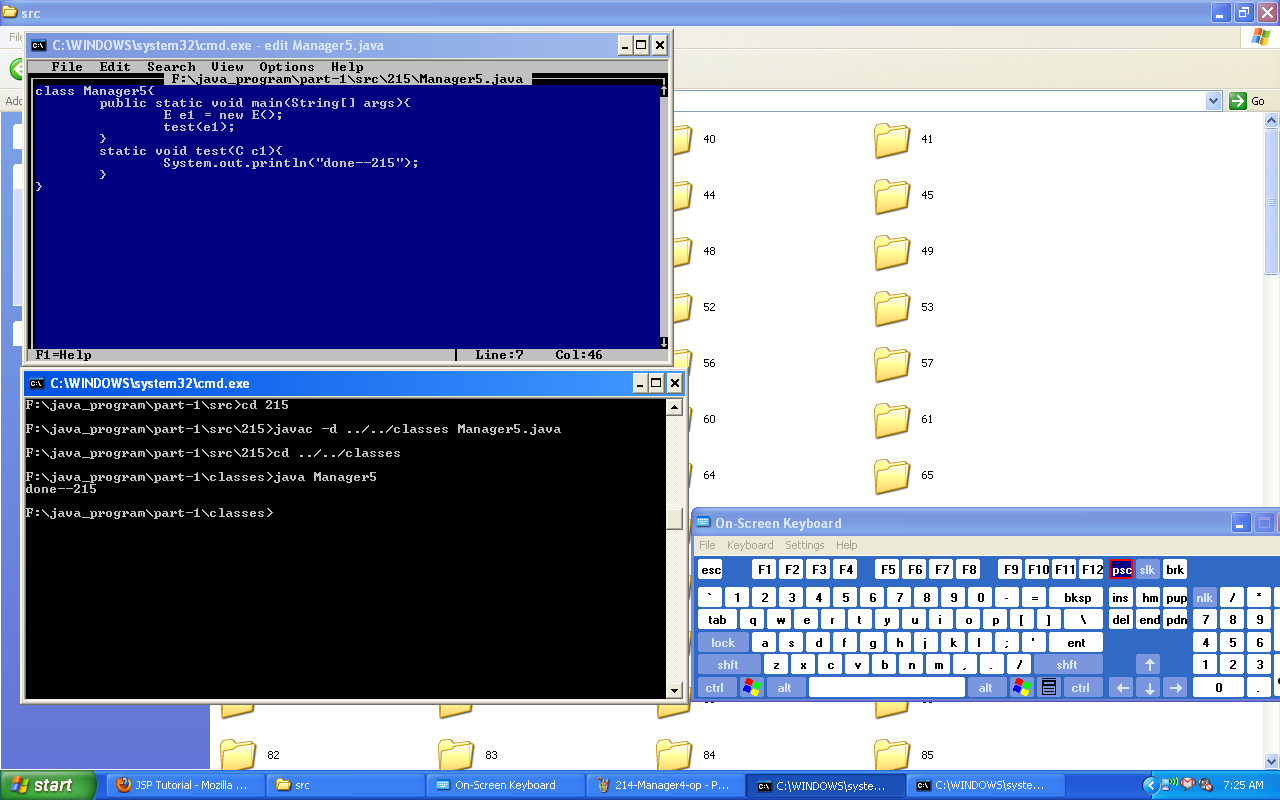 src
C:\WINDOWS\system32\cmd.exe - edit Manager5.java
File Edit Search View Options Help
F:\java_program\part-1\src\215\Manager5.java
class Manager5{
public static void main(String[] args){
E e1 = new E();
test(e1);
}
static void test(C c1){
System.out.println("done--215");
}
}
F1=Help
Line:7 Col:46
Go
40
41
44
45
48
49
52
53
56
57
60
61
64
65
C:\WINDOWS\system32\cmd.exe
F:\java_program\part-1\src>cd 215
F:\java_program\part-1\src\215>javac -d ../../classes Manager5.java
F:\java_program\part-1\src\215>cd ../../classes
F:\java_program\part-1\classes>java Manager5
done--215
F:\java_program\part-1\classes>
On-Screen Keyboard
File Keyboard Settings Help
esc F1 F2 F3 F4 F5 F6 F7 F8 F9 F10 F11 F12 psc slk brk
` 1 2 3 4 5 6 7 8 9 0 - = bksp ins hm pup nlk / *
tab q w e r t y u i o p [ ] \ del end pdn 7 8 9
lock a s d f g h j k l ; ' ent 4 5 6
shft z x c v b n m , . / shft 1 2 3
ctrl alt alt ctrl 0 .
82
83
84
85
start
JSP Tutorial - Mozilla ...
src
On-Screen Keyboard
214-Manager4-op - P...
C:\WINDOWS\syste...
C:\WINDOWS\syste...
7:25 AM